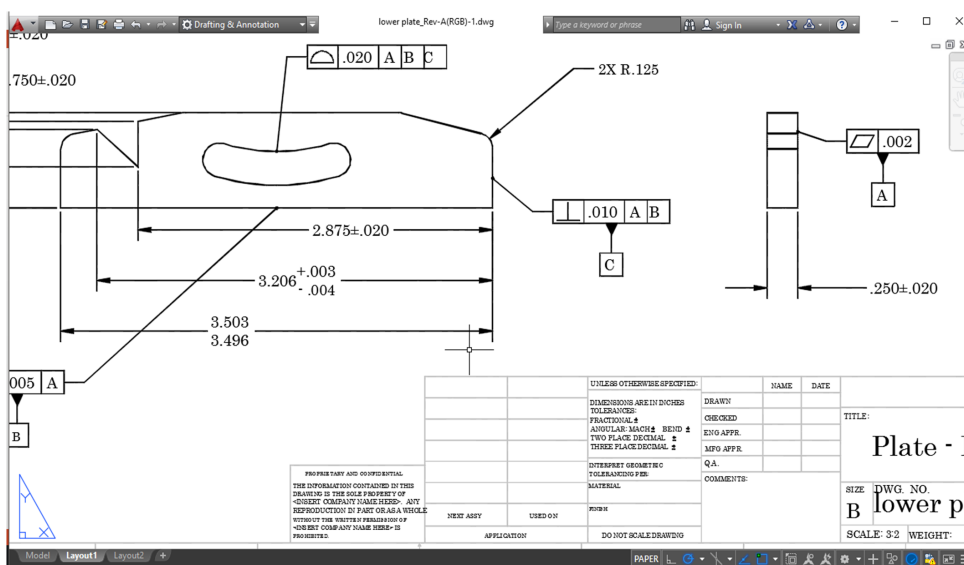 Drafting & Annotation
lower plate_Rev-A(RGB)-1.dwg
Type a keyword or phrase
Sign In
±.020
.750±.020
.020 A B C
2X R.125
.002
A
.010 A B
C
2.875±.020
3.206 +.003
- .004
.250±.020
3.503
3.496
005 A
B
UNLESS OTHERWISE SPECIFIED:
NAME DATE
DIMENSIONS ARE IN INCHES
TOLERANCES:
FRACTIONAL ±
ANGULAR: MACH ± BEND ±
TWO PLACE DECIMAL ±
THREE PLACE DECIMAL ±
DRAWN
CHECKED
ENG APPR.
MFG APPR.
Q.A.
COMMENTS:
TITLE:
Plate -
INTERPRET GEOMETRIC
TOLERANCING PER:
MATERIAL
FINISH
DO NOT SCALE DRAWING
PROPRIETARY AND CONFIDENTIAL
THE INFORMATION CONTAINED IN THIS
DRAWING IS THE SOLE PROPERTY OF
<INSERT COMPANY NAME HERE>. ANY
REPRODUCTION IN PART OR AS A WHOLE
WITHOUT THE WRITTEN PERMISSION OF
<INSERT COMPANY NAME HERE> IS
PROHIBITED.
NEXT ASSY USED ON
APPLICATION
SIZE DWG. NO.
B lower p
SCALE: 3:2 WEIGHT:
Y
X
Model Layout1 Layout2 +
PAPER